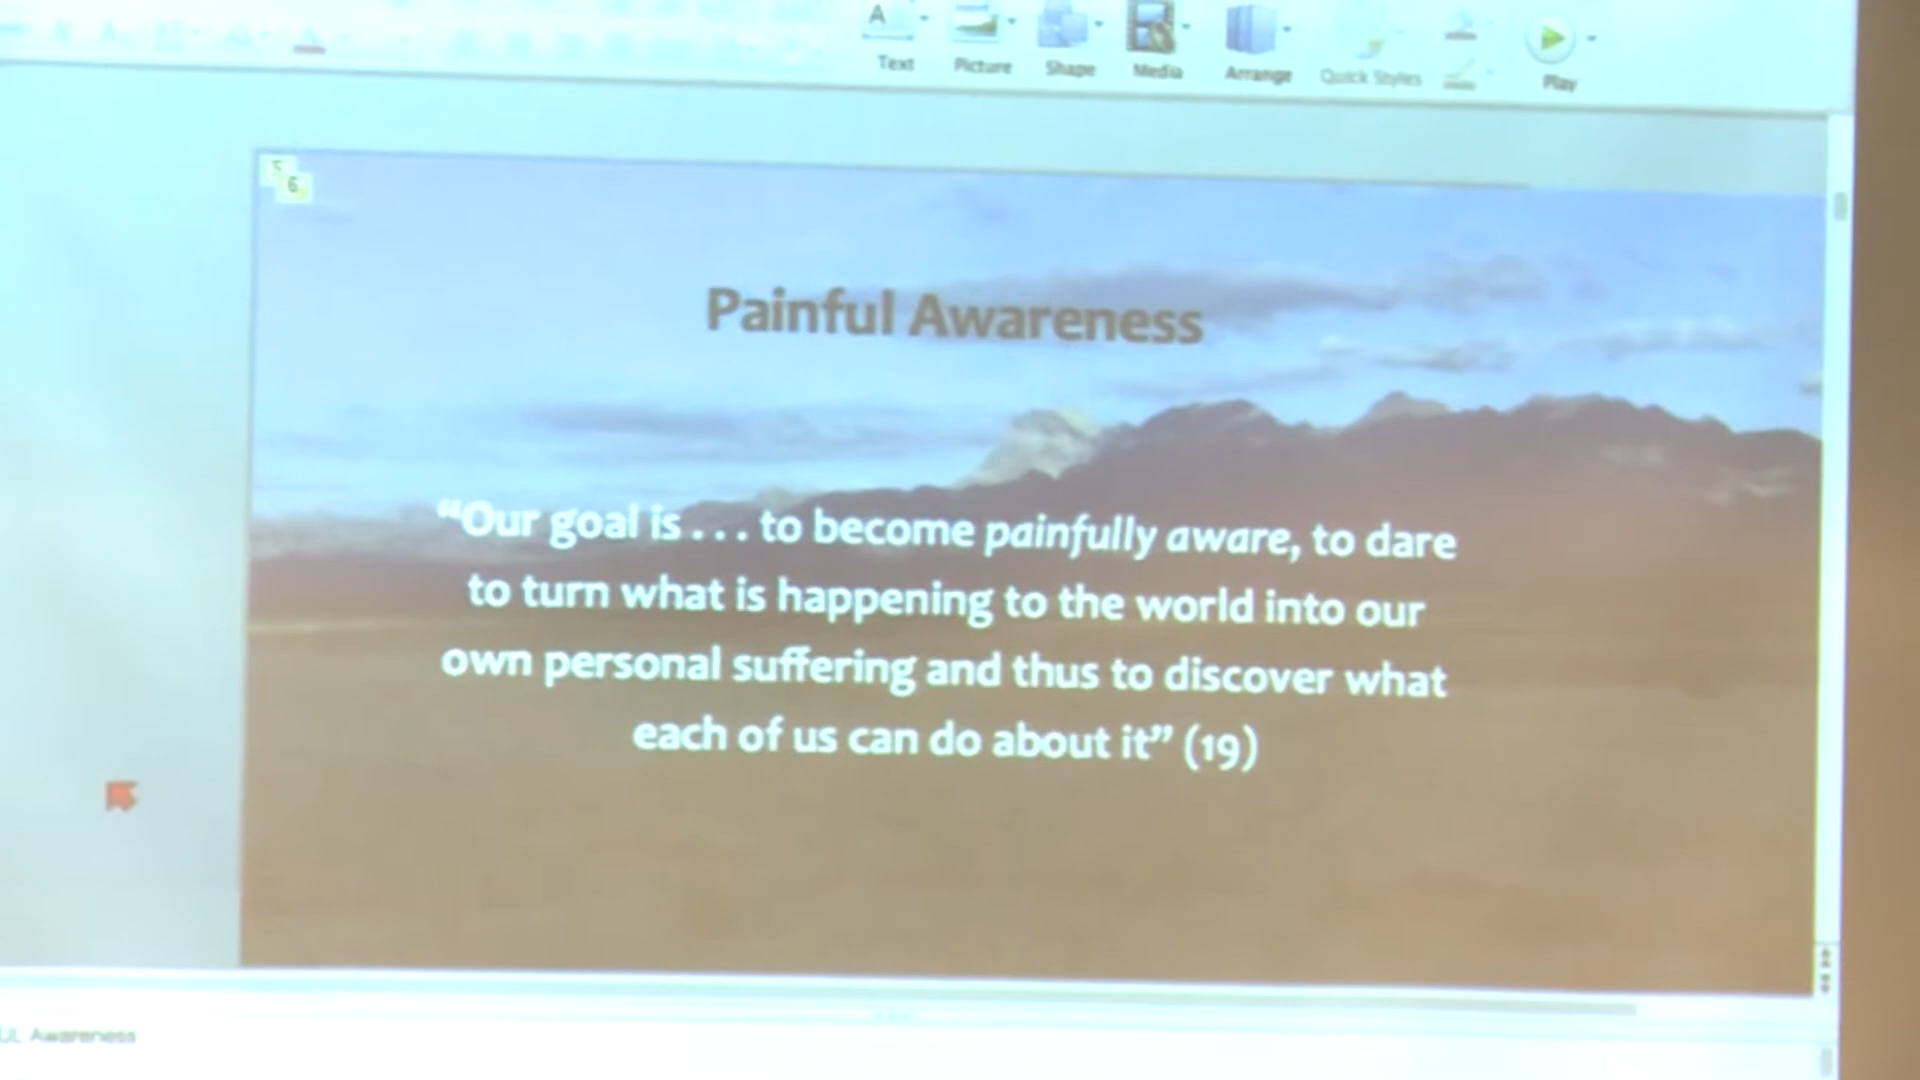 Text Picture Shape Media Arrange Quick Styles Play
5
6
Painful Awareness
“Our goal is . . . to become painfully aware, to dare
to turn what is happening to the world into our
own personal suffering and thus to discover what
each of us can do about it” (19)
UL Awareness